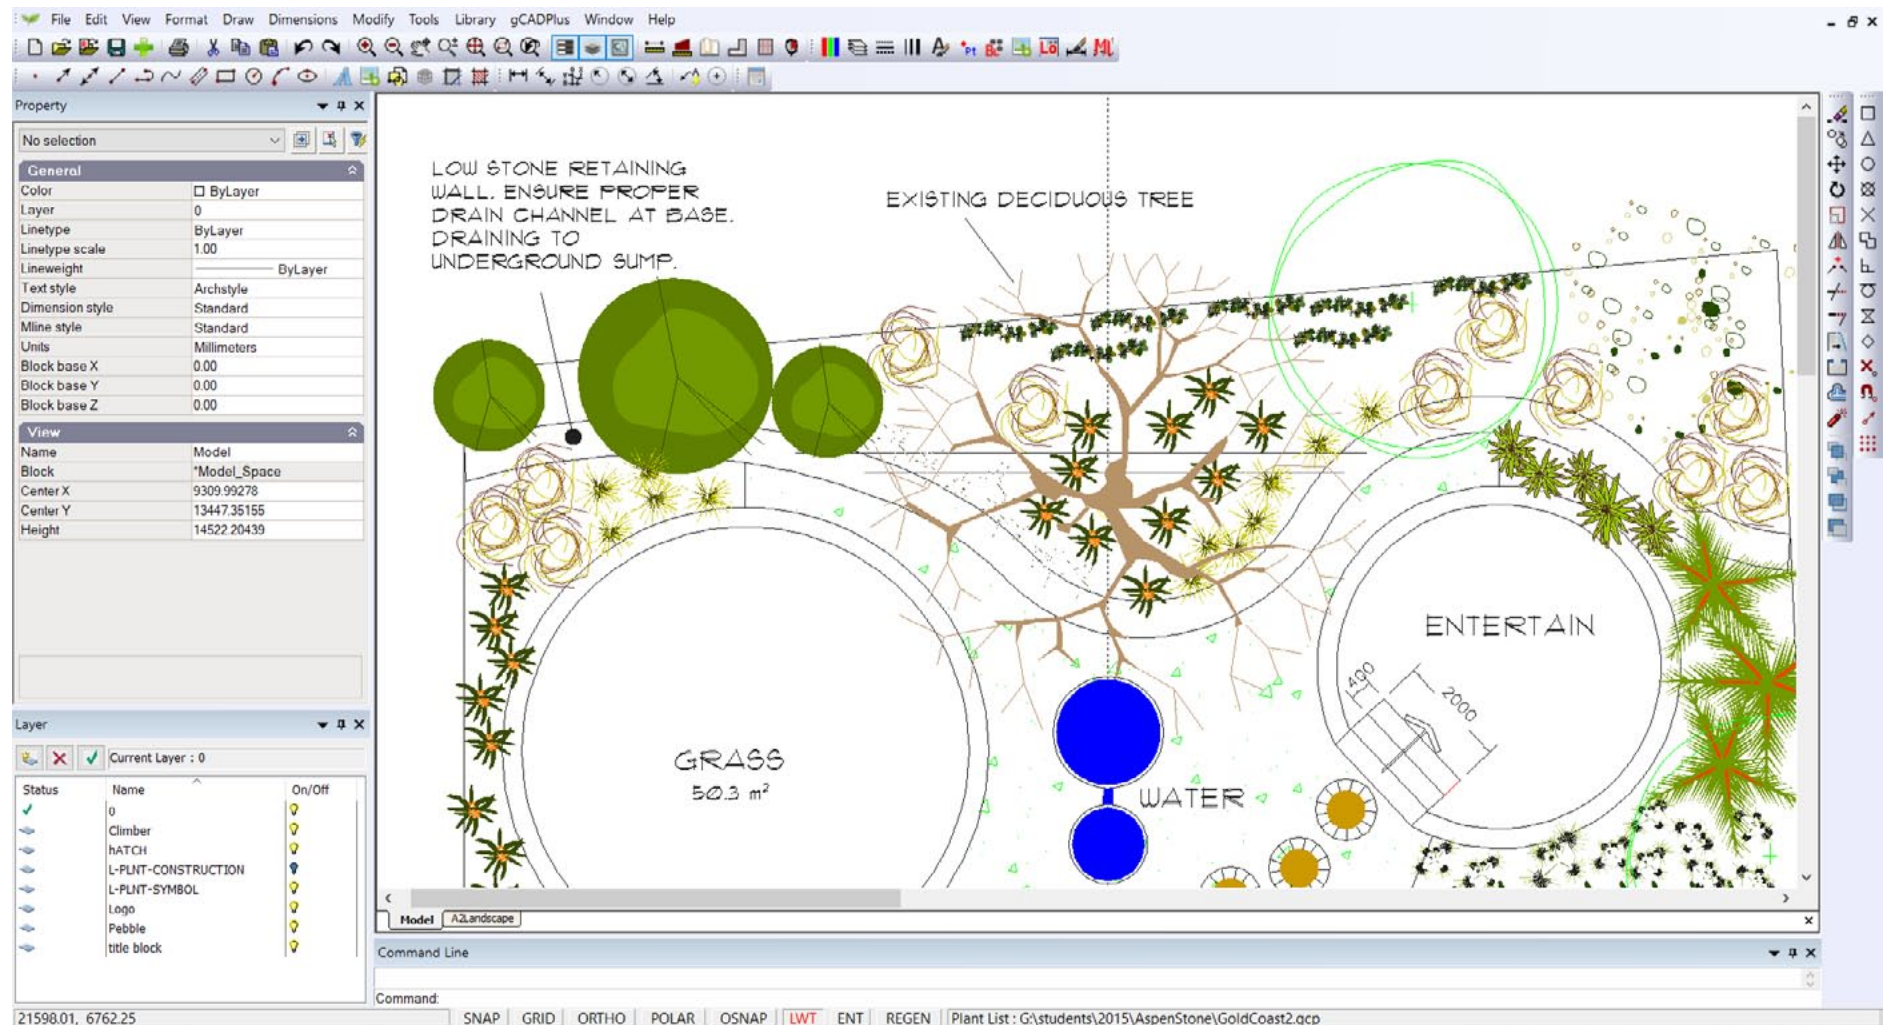 File Edit View Format Draw Dimensions Modify Tools Library gCADPlus Window Help
Property
No selection
General
Color ByLayer
Layer 0
Linetype ByLayer
Linetype scale 1.00
Lineweight ByLayer
Text style Archstyle
Dimension style Standard
Mline style Standard
Units Millimeters
Block base X 0.00
Block base Y 0.00
Block base Z 0.00
View
Name Model
Block *Model_Space
Center X 9309.99278
Center Y 13447.35155
Height 14522.20439
Layer
Current Layer : 0
Status Name On/Off
0
Climber
hATCH
L-PLNT-CONSTRUCTION
L-PLNT-SYMBOL
Logo
Pebble
title block
LOW STONE RETAINING
WALL. ENSURE PROPER
DRAIN CHANNEL AT BASE.
DRAINING TO
UNDERGROUND SUMP.
EXISTING DECIDUOUS TREE
ENTERTAIN
400
2000
GRASS
50.3 m²
WATER
Model A2Landscape
Command Line
Command:
21598.01, 6762.25 SNAP GRID ORTHO POLAR OSNAP LWT ENT REGEN Plant List : G:\students\2015\AspenStone\GoldCoast2.gcp